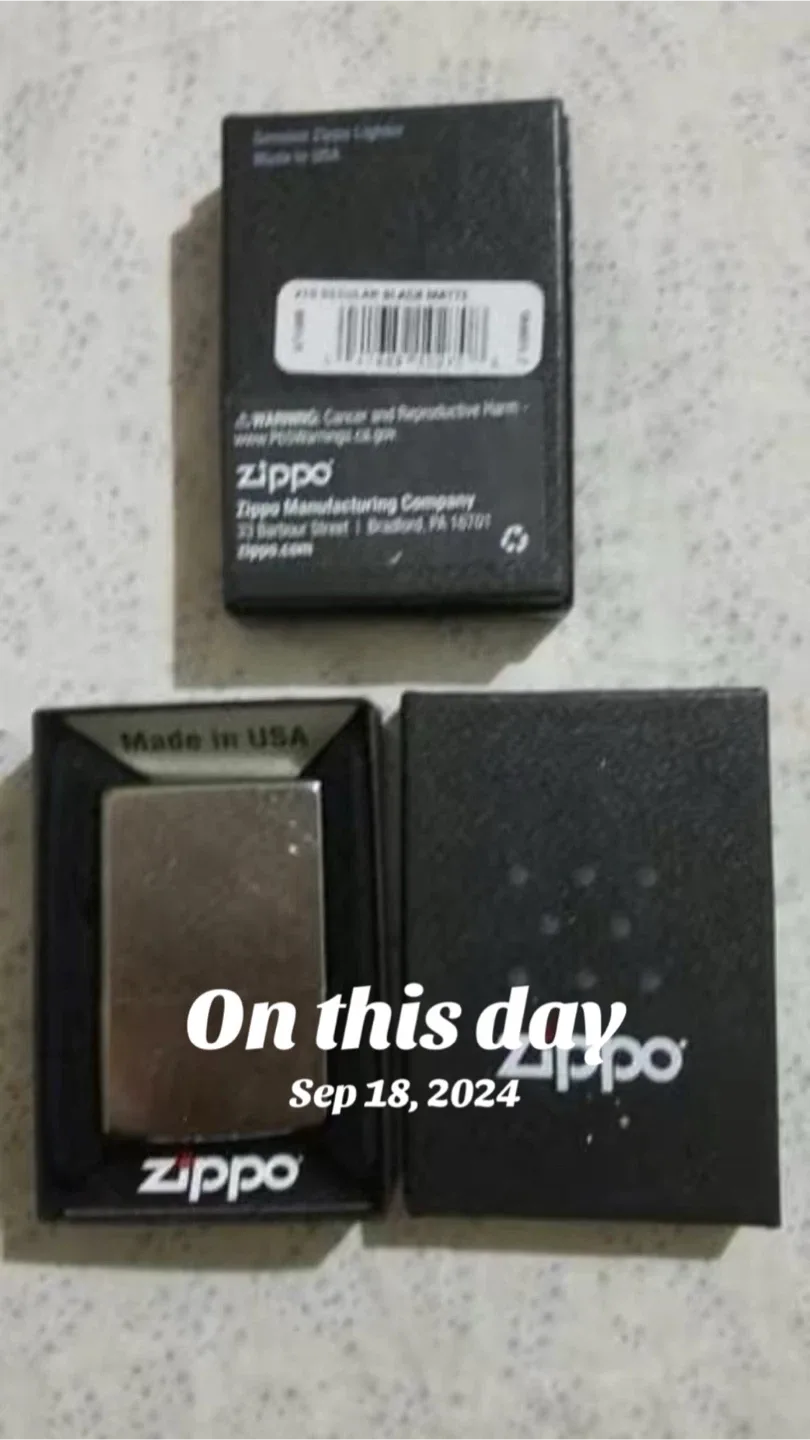 Genuine Zippo Lighter
Made in USA
218 REGULAR BLACK MATTE
⚠WARNING: Cancer and Reproductive Harm -
www.P65Warnings.ca.gov
zippo
Zippo Manufacturing Company
33 Barbour Street | Bradford, PA 16701
zippo.com
Made in USA
On this day
zippo
Sep 18, 2024
zippo